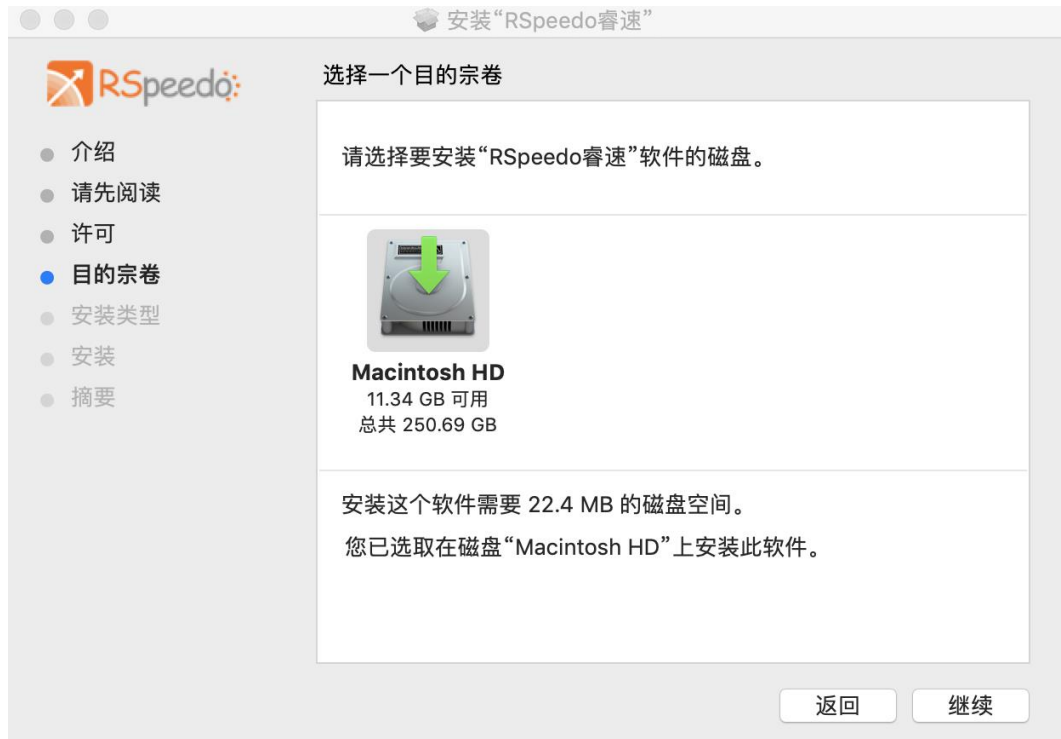 安装“RSpeedo睿速”
RSpeedo
选择一个目的宗卷
介绍
请先阅读
许可
目的宗卷
安装类型
安装
摘要
请选择要安装“RSpeedo睿速”软件的磁盘。
Macintosh HD
11.34 GB 可用
总共 250.69 GB
安装这个软件需要 22.4 MB 的磁盘空间。
您已选取在磁盘“Macintosh HD”上安装此软件。
返回
继续